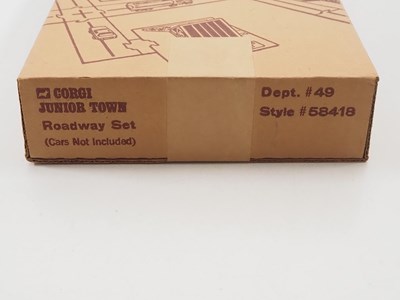 CORGI
JUNIOR TOWN
Roadway Set
(Cars Not Included)
Dept. #49
Style #58418